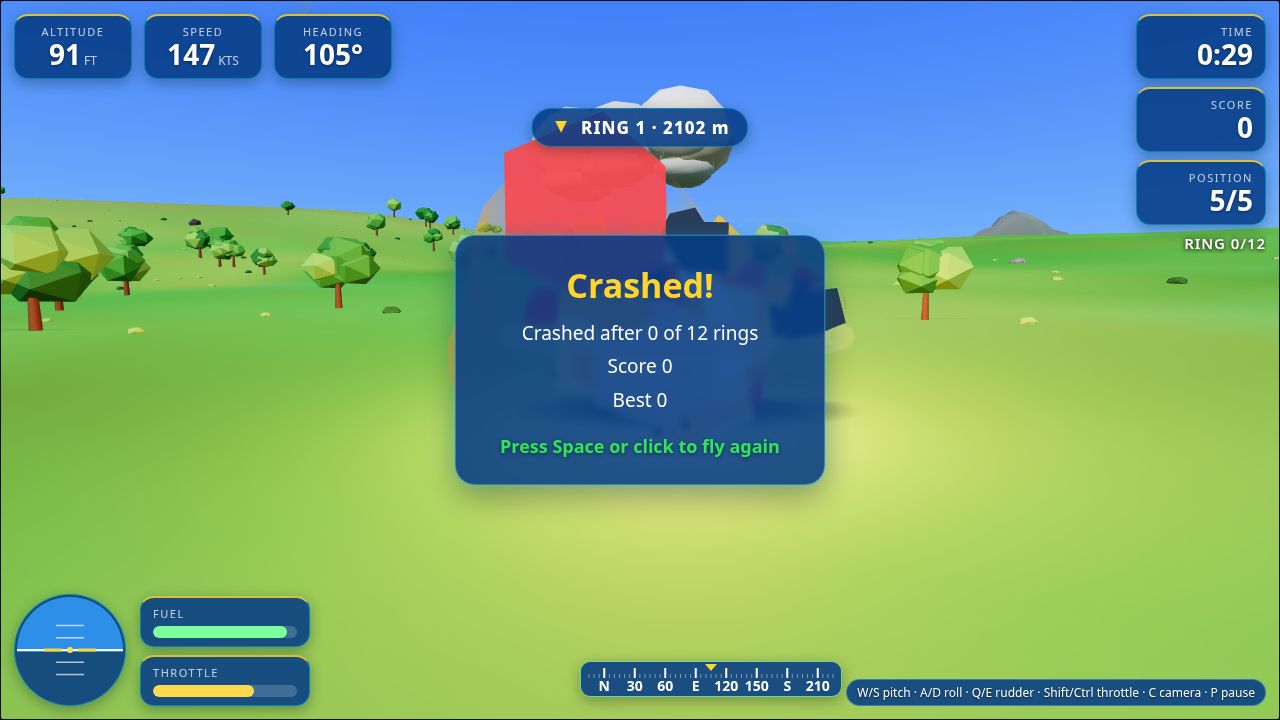 ALTITUDE
91 FT
SPEED
147 KTS
HEADING
105°
TIME
0:29
SCORE
0
POSITION
5/5
RING 0/12
▼ RING 1 · 2102 m
Crashed!
Crashed after 0 of 12 rings
Score 0
Best 0
Press Space or click to fly again
FUEL
THROTTLE
N 30 60 E 120 150 S 210
W/S pitch · A/D roll · Q/E rudder · Shift/Ctrl throttle · C camera · P pause